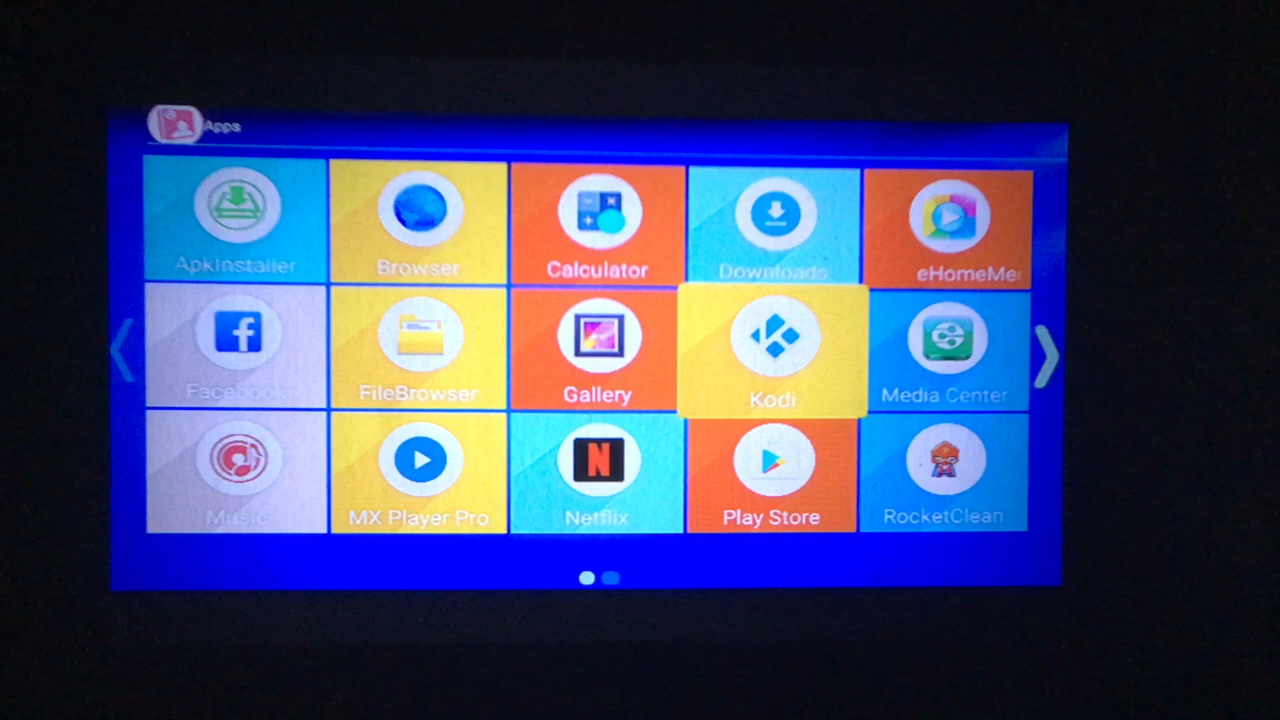 Apps
ApkInstaller
Browser
Calculator
Downloads
eHomeMe
Facebook
FileBrowser
Gallery
Kodi
Media Center
Music
MX Player Pro
Netflix
Play Store
RocketClean